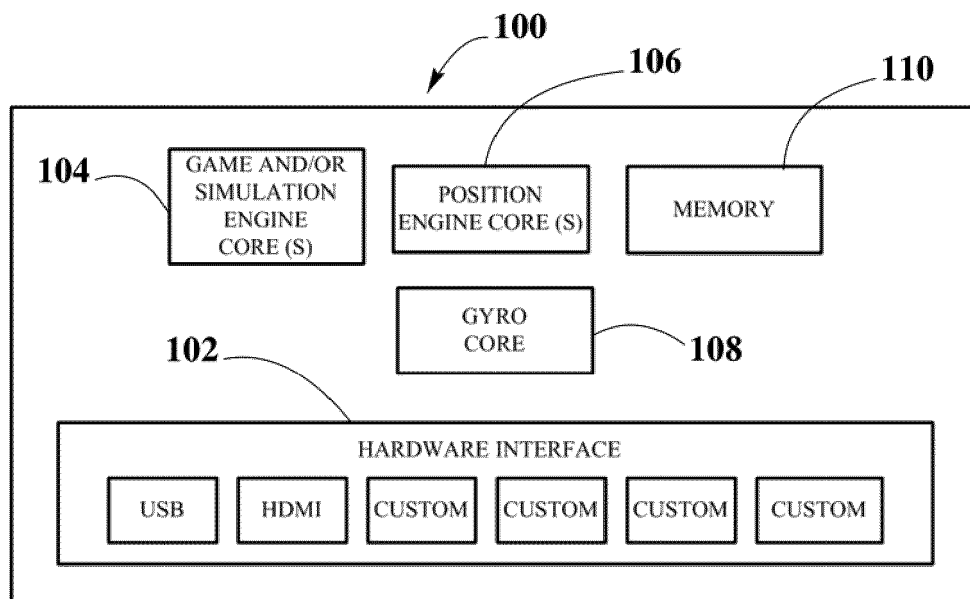 100
106
110
104
GAME AND/OR
SIMULATION
ENGINE
CORE (S)
POSITION
ENGINE CORE (S)
MEMORY
GYRO
CORE
108
102
HARDWARE INTERFACE
USB
HDMI
CUSTOM
CUSTOM
CUSTOM
CUSTOM